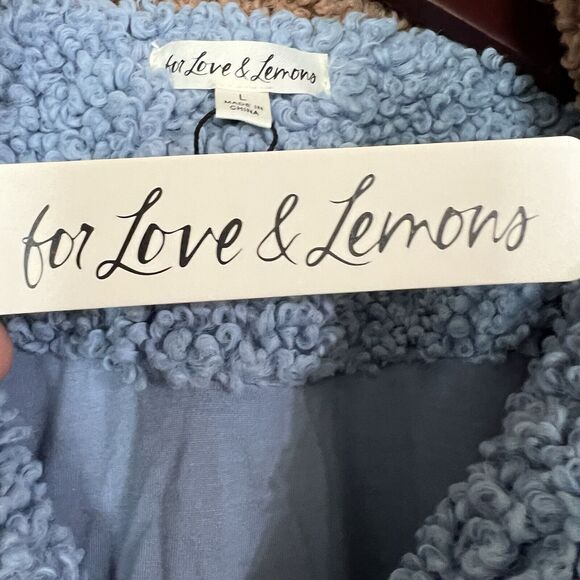 for Love & Lemons
L
MADE IN
CHINA
for Love & Lemons